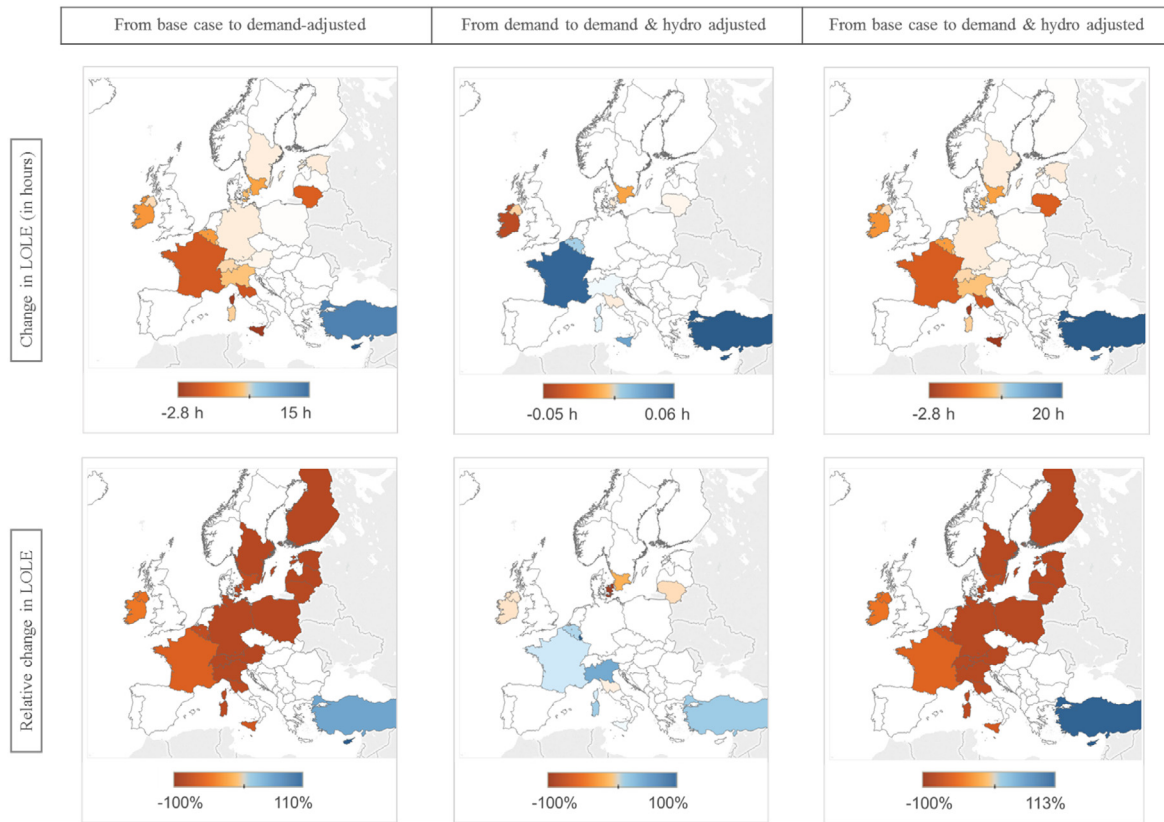 From base case to demand-adjusted
From demand to demand & hydro adjusted
From base case to demand & hydro adjusted
Change in LOLE (in hours)
-2.8 h 15 h
-0.05 h 0.06 h
-2.8 h 20 h
Relative change in LOLE
-100% 110%
-100% 100%
-100% 113%